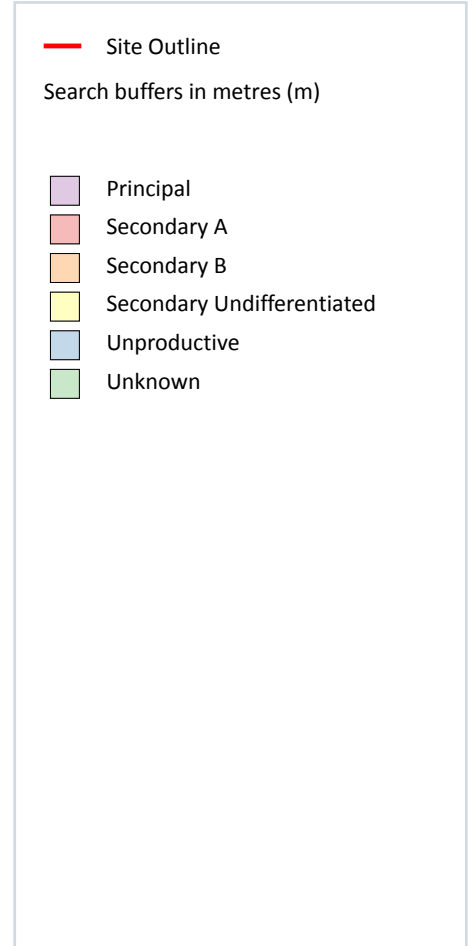 Site Outline
Search buffers in metres (m)
Principal
Secondary A
Secondary B
Secondary Undifferentiated
Unproductive
Unknown